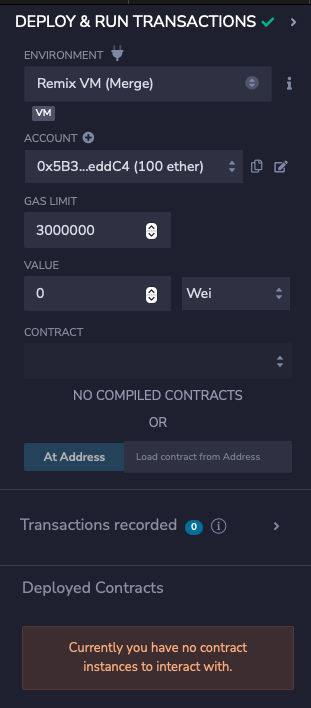 DEPLOY & RUN TRANSACTIONS
ENVIRONMENT
Remix VM (Merge)
VM
ACCOUNT
0x5B3...eddC4 (100 ether)
GAS LIMIT
3000000
VALUE
0 Wei
CONTRACT
NO COMPILED CONTRACTS
OR
At Address Load contract from Address
Transactions recorded 0
Deployed Contracts
Currently you have no contract
instances to interact with.